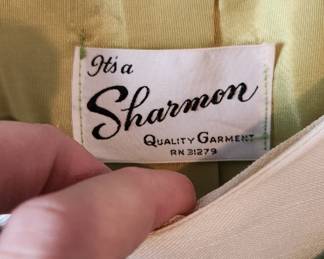 It's a
Sharmon
QUALITY GARMENT
RN 31279